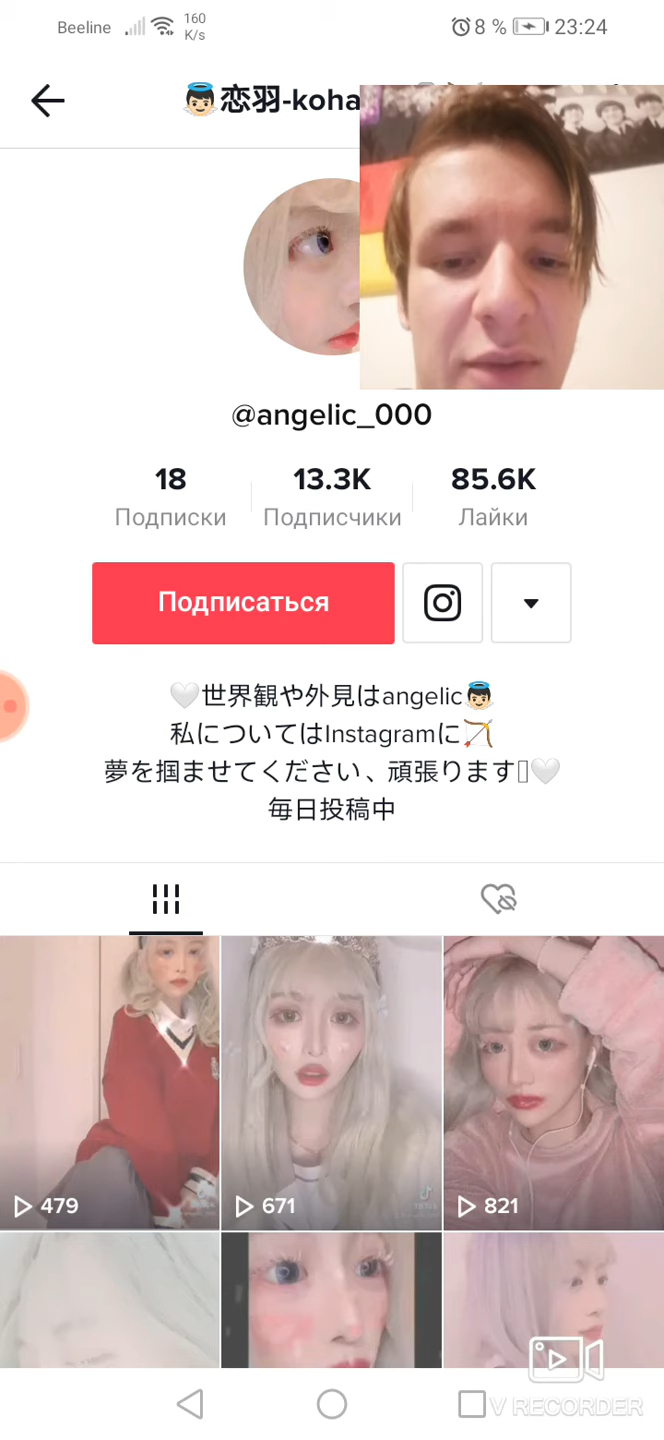 Beeline
160
K/s
8 %
23:24
👼🏻恋羽-koha
@angelic_000
18
13.3K
85.6K
Подписки
Подписчики
Лайки
Подписаться
🤍世界観や外見はangelic👼🏻
私についてはInstagramに🏹
夢を掴ませてください、頑張ります🤍
毎日投稿中
479
671
821
V RECORDER